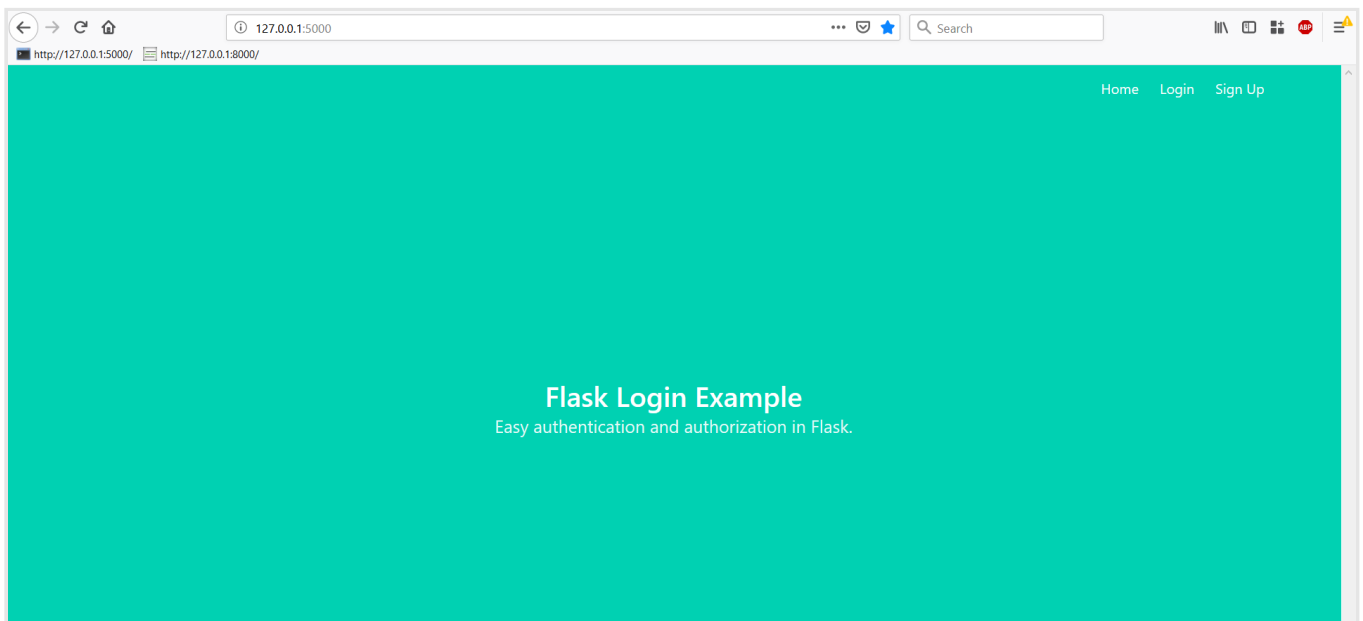 127.0.0.1:5000
Search
ABP
http://127.0.0.1:5000/ http://127.0.0.1:8000/
Home Login Sign Up
Flask Login Example
Easy authentication and authorization in Flask.